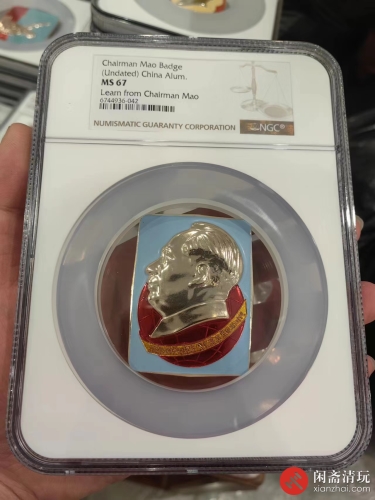 Chairman Mao Badge
(Undated) China Alum.
MS 67
Learn from Chairman Mao
6744936-042
NUMISMATIC GUARANTY CORPORATION
NGC®
闲斋清玩
xianzhai.com